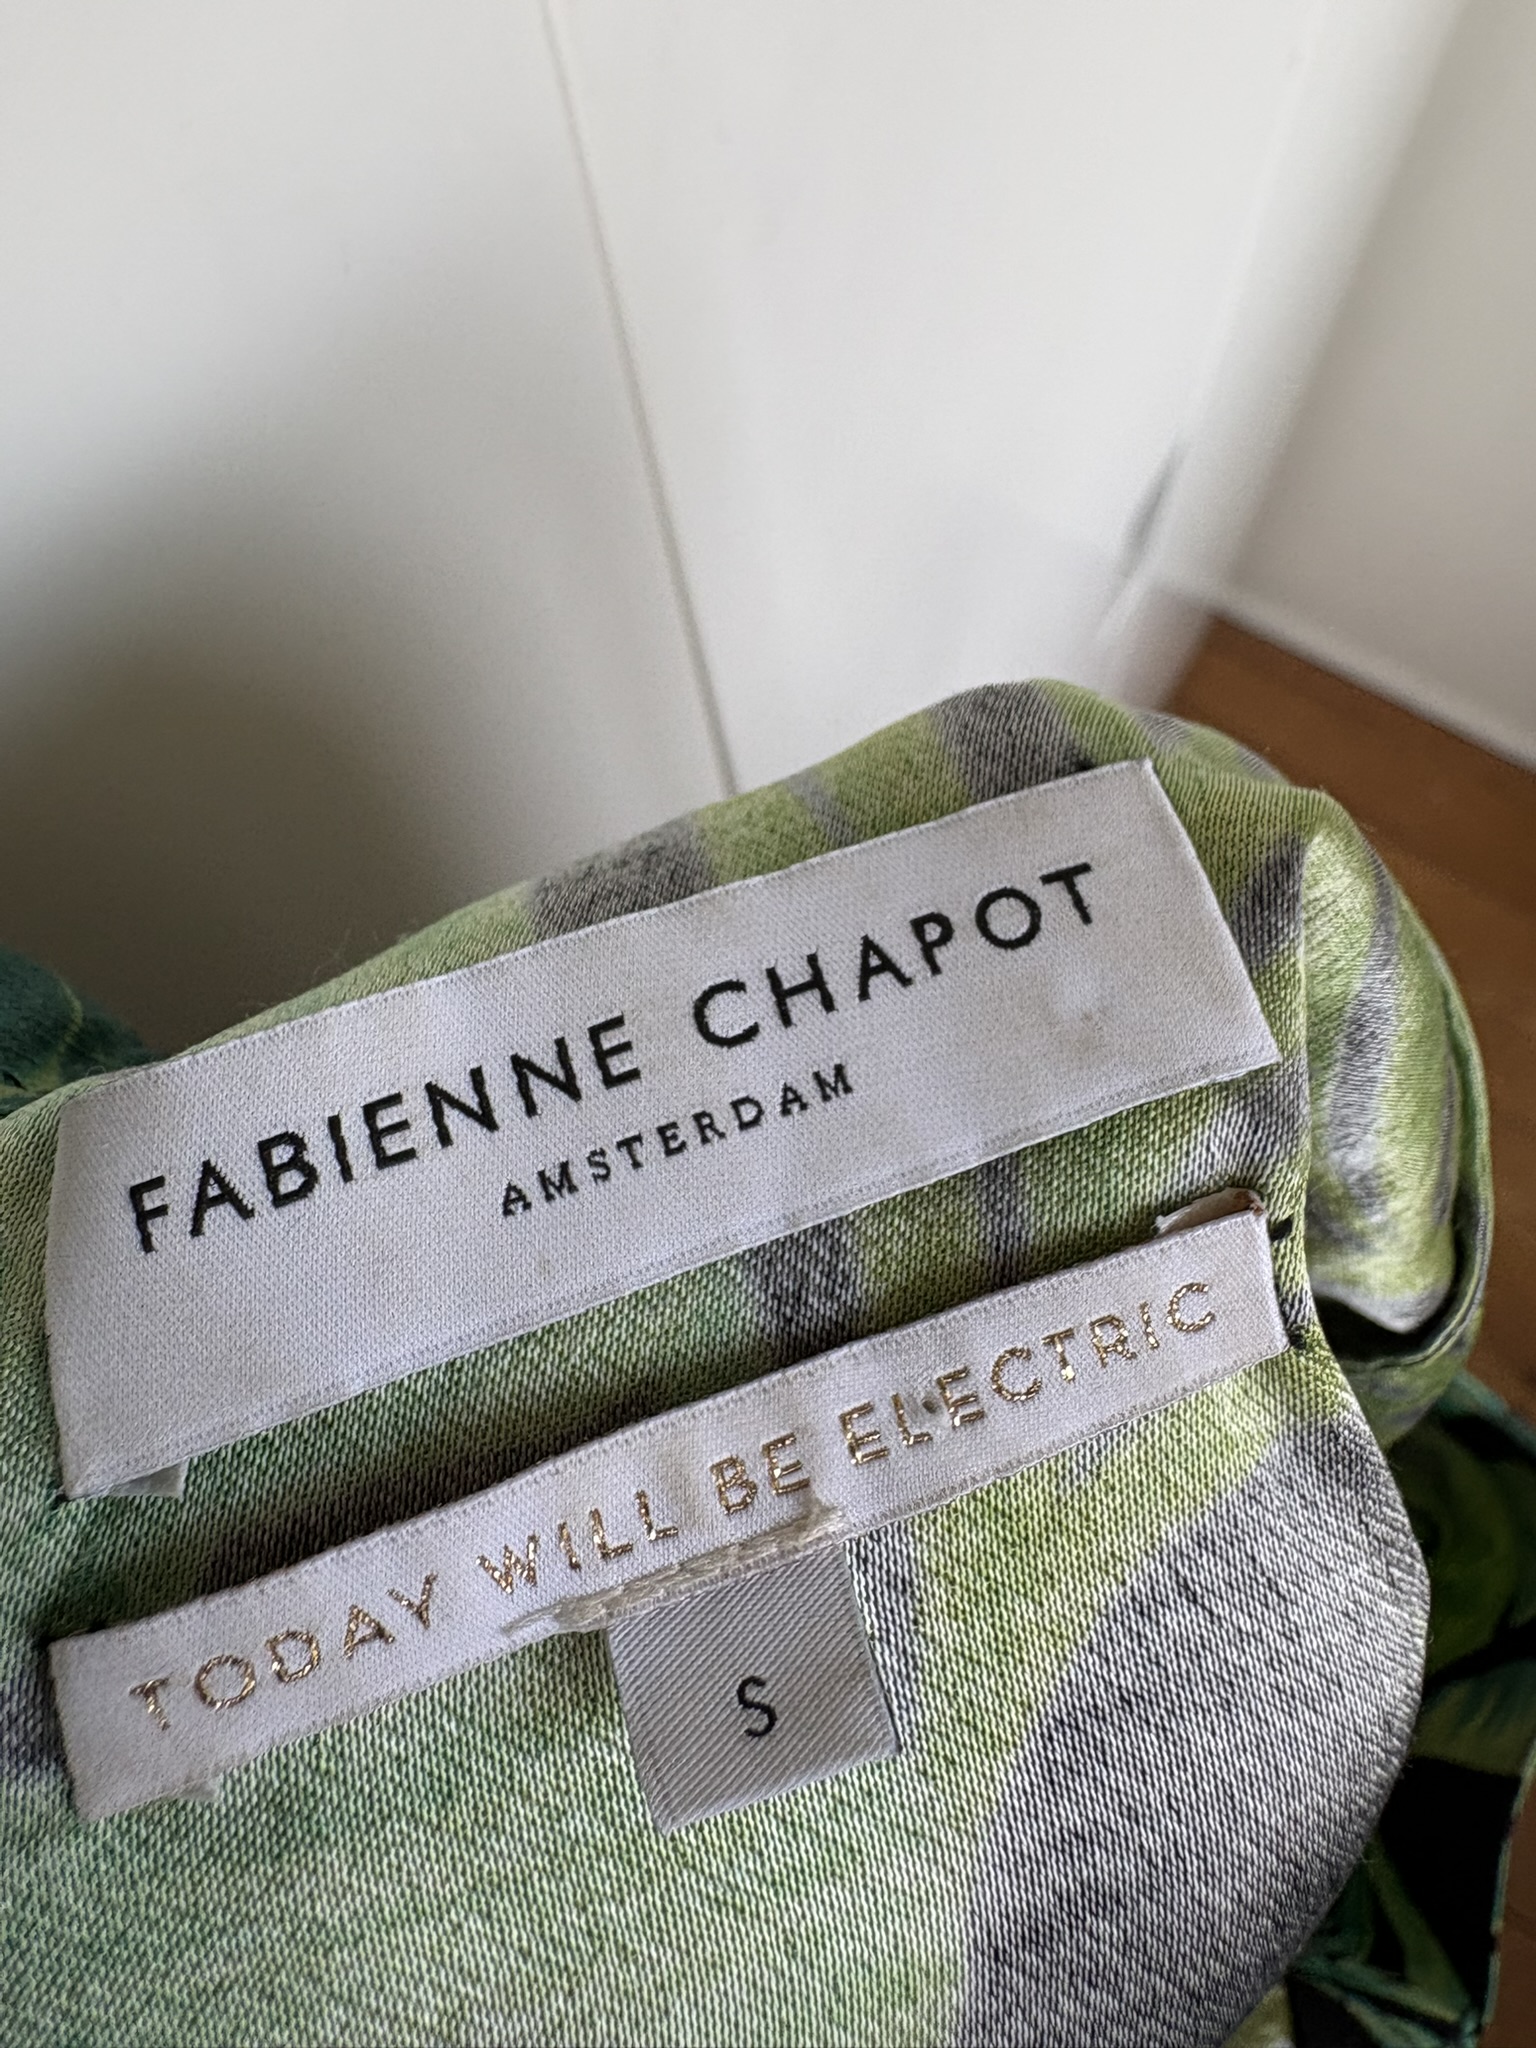 FABIENNE CHAPOT
AMSTERDAM
TODAY WILL BE ELECTRIC
S